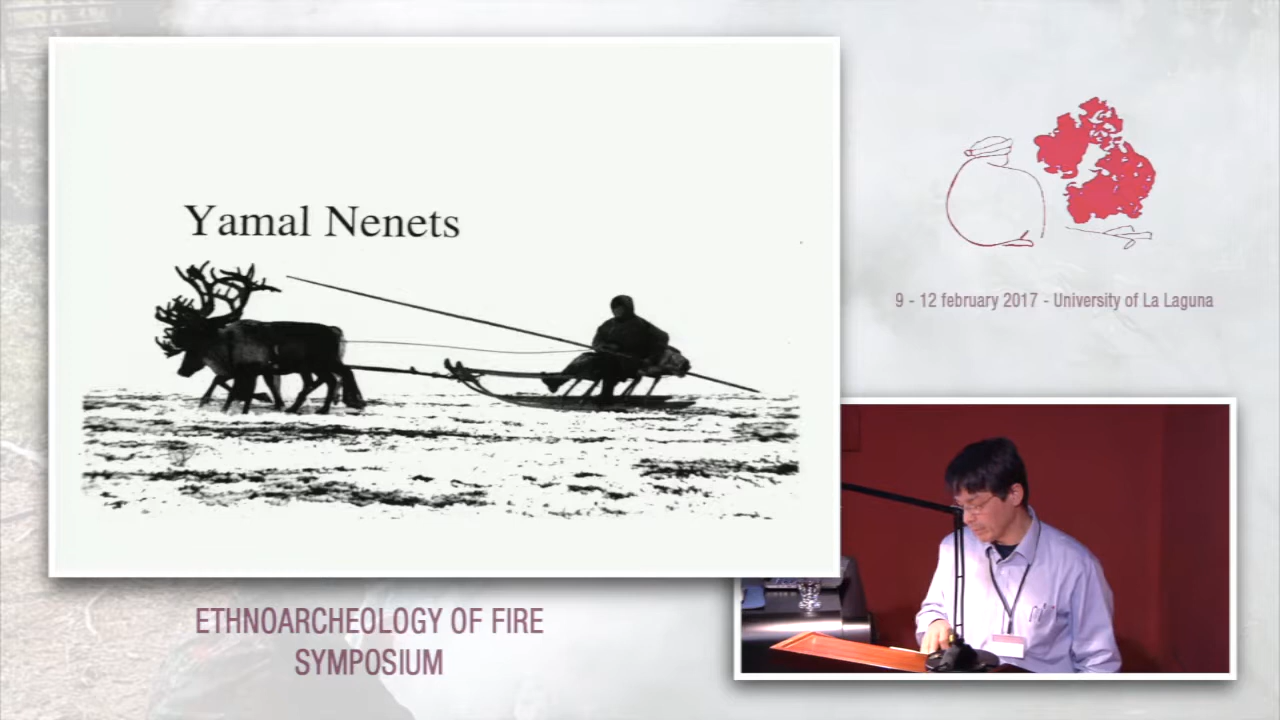 Yamal Nenets
9 - 12 february 2017 - University of La Laguna
ETHNOARCHEOLOGY OF FIRE
SYMPOSIUM